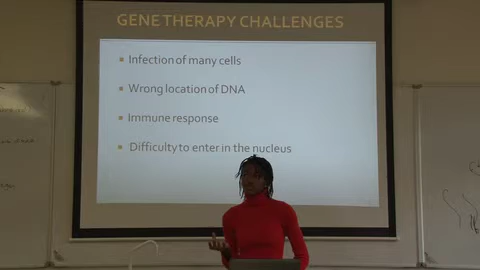 GENE THERAPY CHALLENGES
Infection of many cells
Wrong location of DNA
Immune response
Difficulty to enter in the nucleus